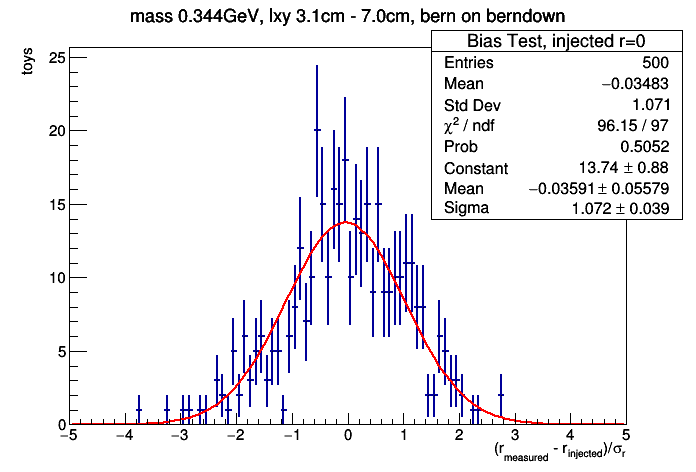 mass 0.344GeV, lxy 3.1cm - 7.0cm, bern on berndown
Bias Test, injected r=0
Entries 500
Mean −0.03483
Std Dev 1.071
χ² / ndf 96.15 / 97
Prob 0.5052
Constant 13.74 ± 0.88
Mean −0.03591 ± 0.05579
Sigma 1.072 ± 0.039
toys
25
20
15
10
5
0
−5 −4 −3 −2 −1 0 1 2 3 4 5
(r_measured - r_injected)/σ_r